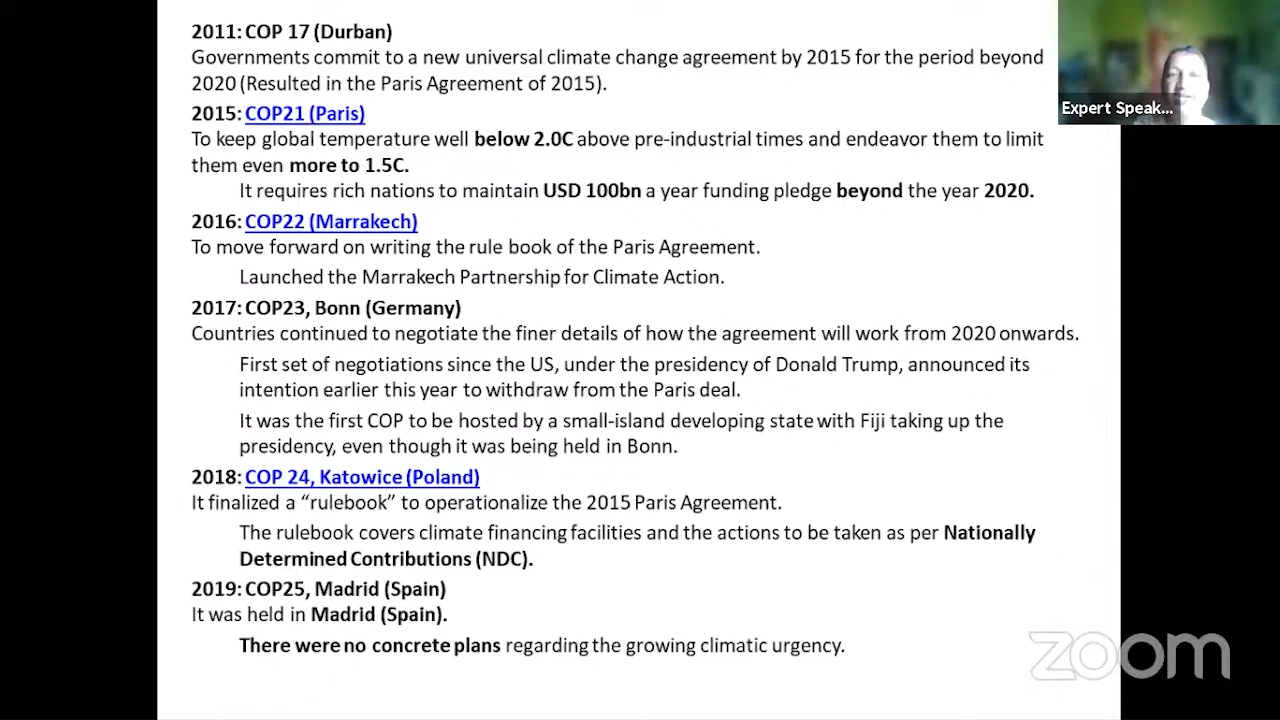 2011: COP 17 (Durban)
Governments commit to a new universal climate change agreement by 2015 for the period beyond
2020 (Resulted in the Paris Agreement of 2015).
2015: COP21 (Paris)
To keep global temperature well below 2.0C above pre-industrial times and endeavor them to limit
them even more to 1.5C.
It requires rich nations to maintain USD 100bn a year funding pledge beyond the year 2020.
2016: COP22 (Marrakech)
To move forward on writing the rule book of the Paris Agreement.
Launched the Marrakech Partnership for Climate Action.
2017: COP23, Bonn (Germany)
Countries continued to negotiate the finer details of how the agreement will work from 2020 onwards.
First set of negotiations since the US, under the presidency of Donald Trump, announced its
intention earlier this year to withdraw from the Paris deal.
It was the first COP to be hosted by a small-island developing state with Fiji taking up the
presidency, even though it was being held in Bonn.
2018: COP 24, Katowice (Poland)
It finalized a “rulebook” to operationalize the 2015 Paris Agreement.
The rulebook covers climate financing facilities and the actions to be taken as per Nationally
Determined Contributions (NDC).
2019: COP25, Madrid (Spain)
It was held in Madrid (Spain).
There were no concrete plans regarding the growing climatic urgency.
Expert Speak...
zoom